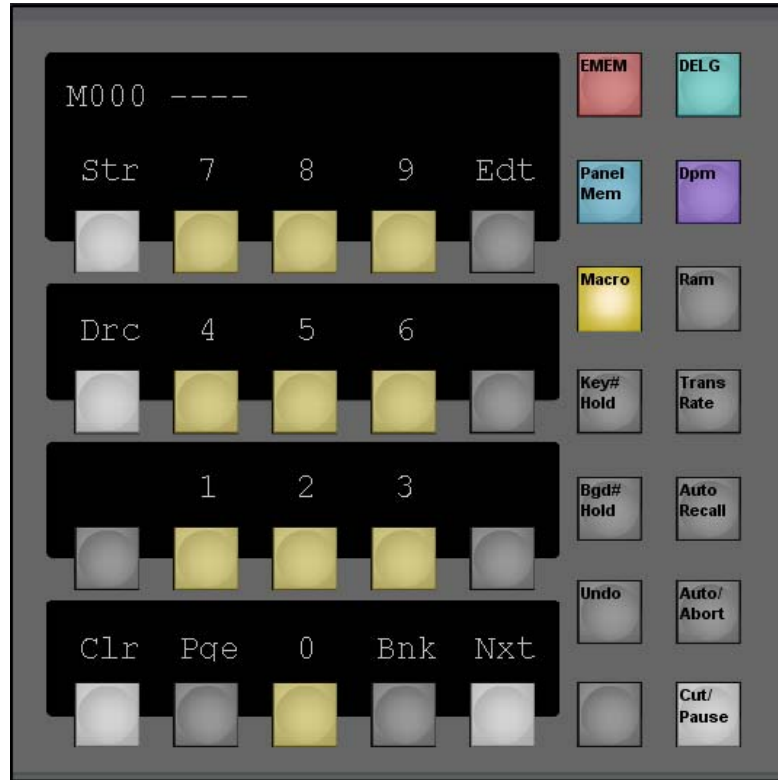 M000 ----
Str 7 8 9 Edt
Drc 4 5 6
1 2 3
Clr Pge 0 Bnk Nxt
EMEM DELG
Panel Dpm
Mem
Macro Ram
Key# Trans
Hold Rate
Bgd# Auto
Hold Recall
Undo Auto/
Abort
Cut/
Pause